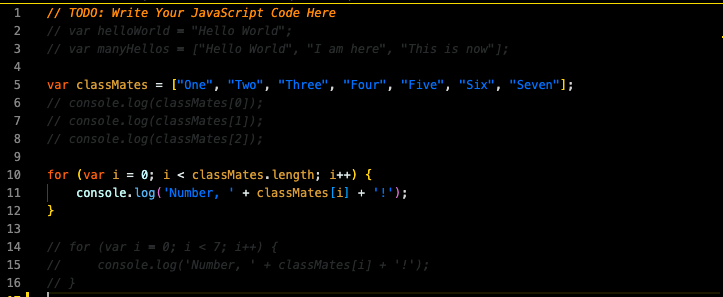 1 // TODO: Write Your JavaScript Code Here
2 // var helloWorld = "Hello World";
3 // var manyHellos = ["Hello World", "I am here", "This is now"];
4
5 var classMates = ["One", "Two", "Three", "Four", "Five", "Six", "Seven"];
6 // console.log(classMates[0]);
7 // console.log(classMates[1]);
8 // console.log(classMates[2]);
9
10 for (var i = 0; i < classMates.length; i++) {
11     console.log('Number, ' + classMates[i] + '!');
12 }
13
14 // for (var i = 0; i < 7; i++) {
15 //     console.log('Number, ' + classMates[i] + '!');
16 // }